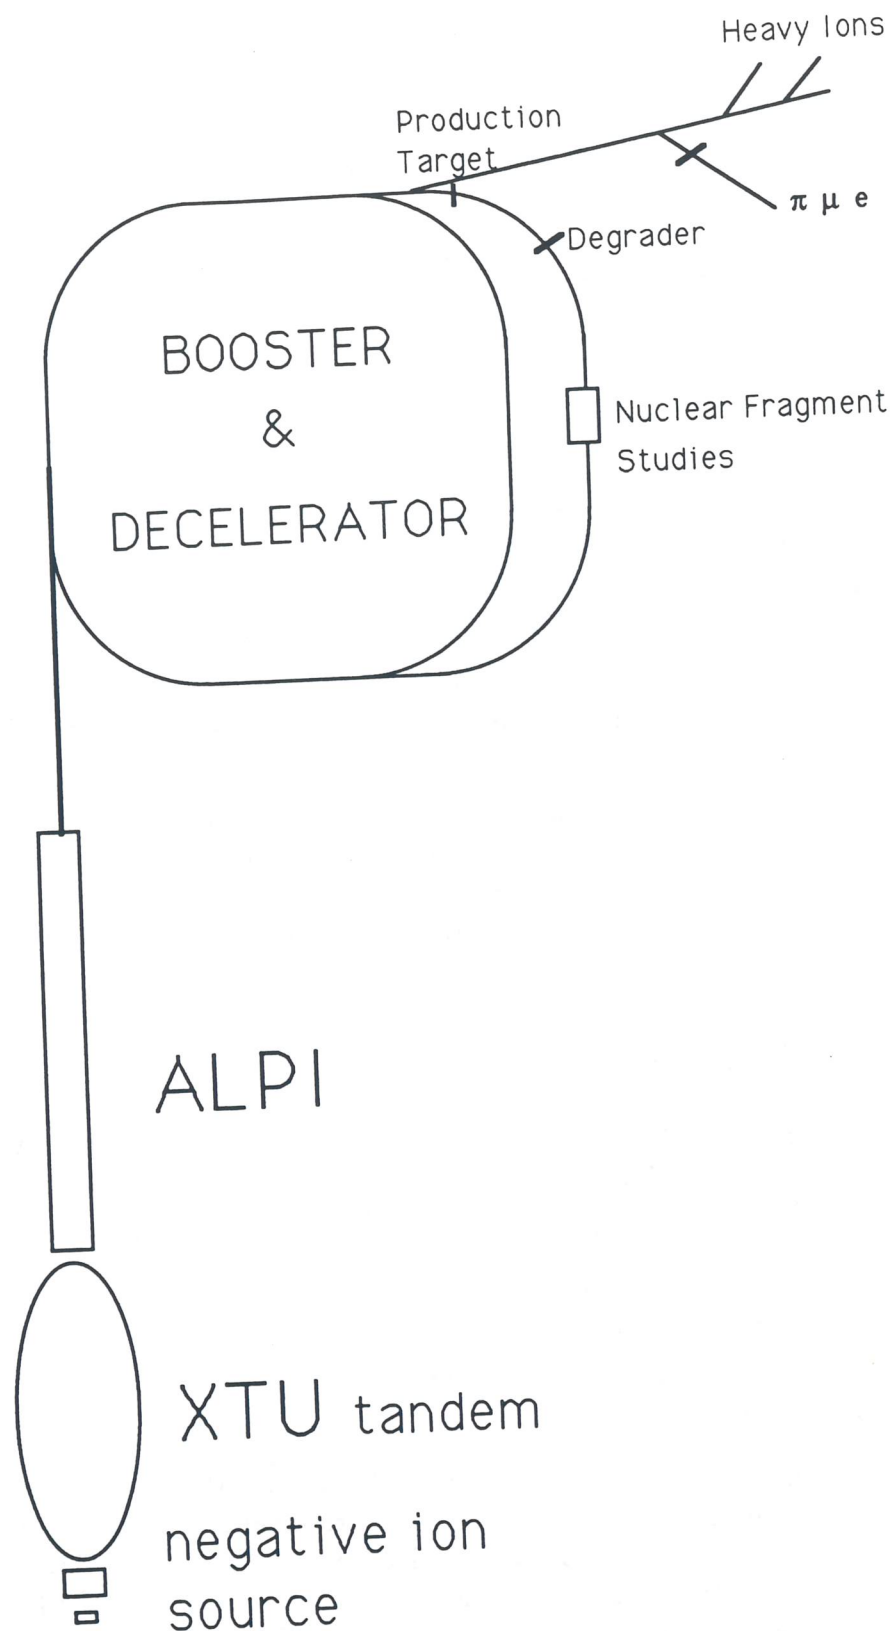 Heavy Ions
Production
Target
π μ e
Degrader
BOOSTER
&
DECELERATOR
Nuclear Fragment
Studies
ALPI
XTU tandem
negative ion
source